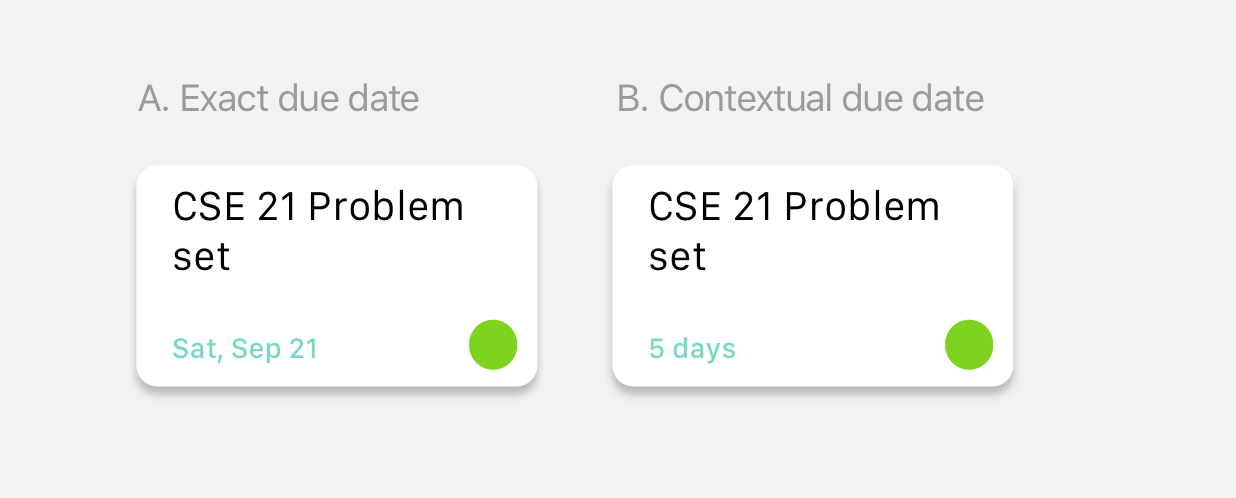 A. Exact due date
B. Contextual due date
CSE 21 Problem
set
Sat, Sep 21
CSE 21 Problem
set
5 days